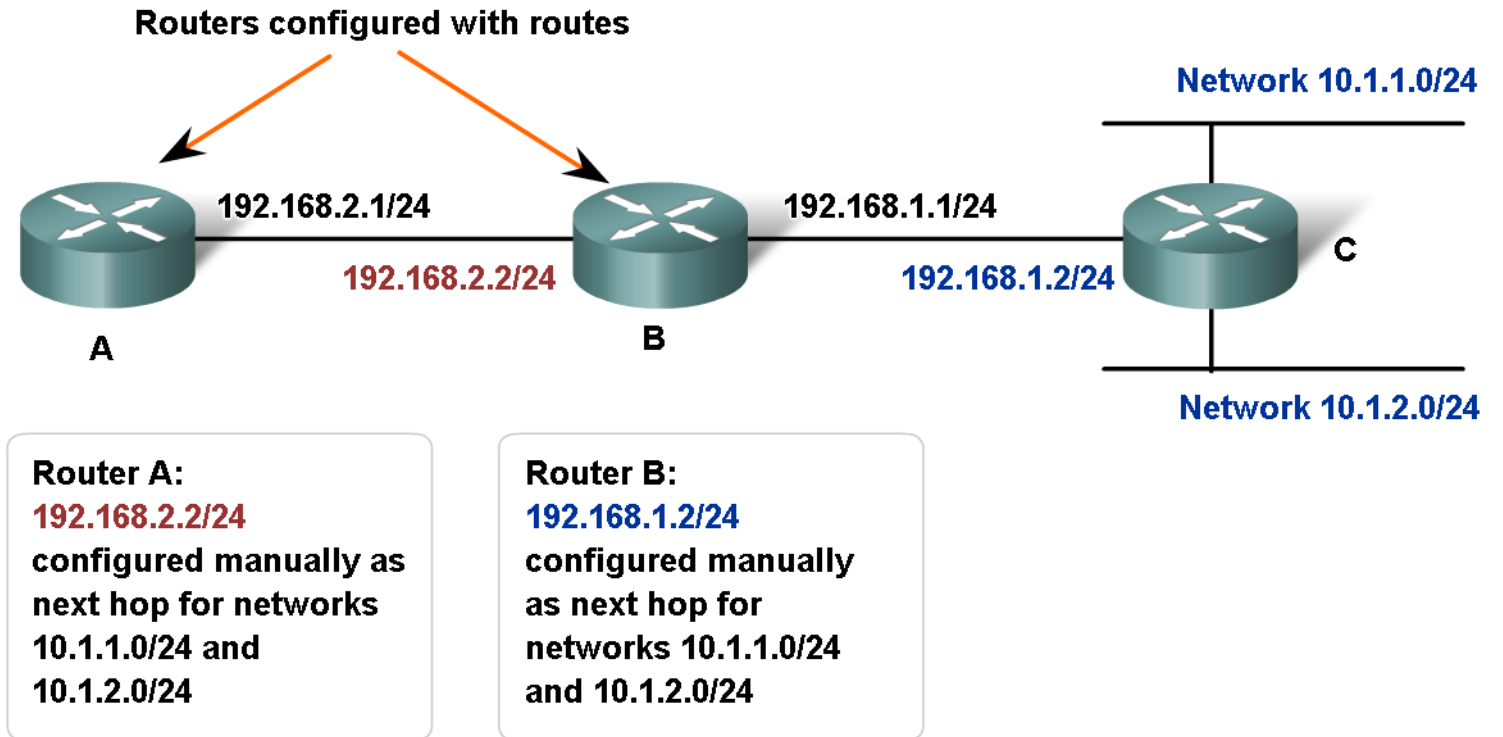 Routers configured with routes
Network 10.1.1.0/24
192.168.2.1/24
192.168.1.1/24
192.168.2.2/24
192.168.1.2/24
C
A
B
Network 10.1.2.0/24
Router A:
192.168.2.2/24
configured manually as
next hop for networks
10.1.1.0/24 and
10.1.2.0/24
Router B:
192.168.1.2/24
configured manually
as next hop for
networks 10.1.1.0/24
and 10.1.2.0/24